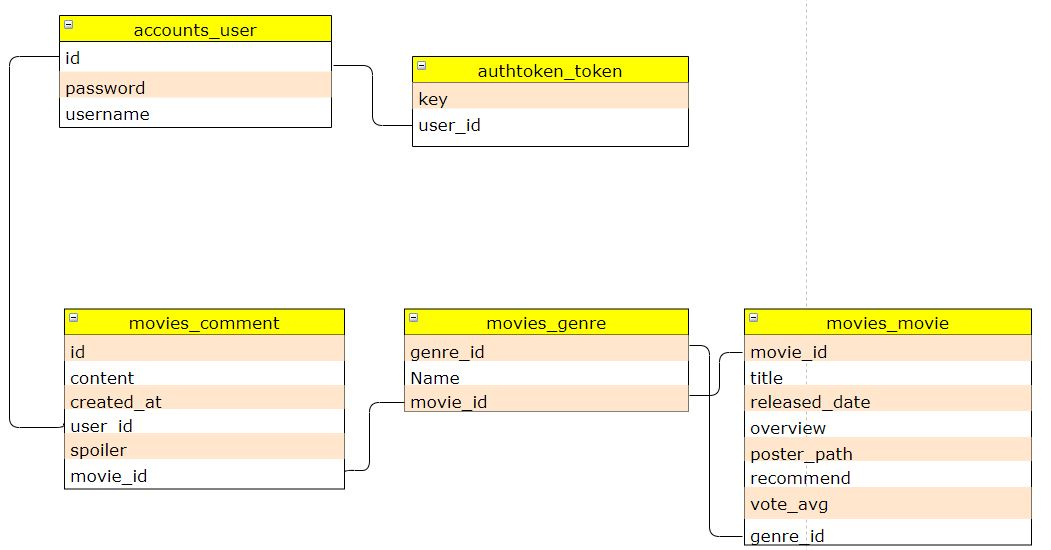 accounts_user
id
password
username
authtoken_token
key
user_id
movies_comment
id
content
created_at
user_id
spoiler
movie_id
movies_genre
genre_id
Name
movie_id
movies_movie
movie_id
title
released_date
overview
poster_path
recommend
vote_avg
genre_id